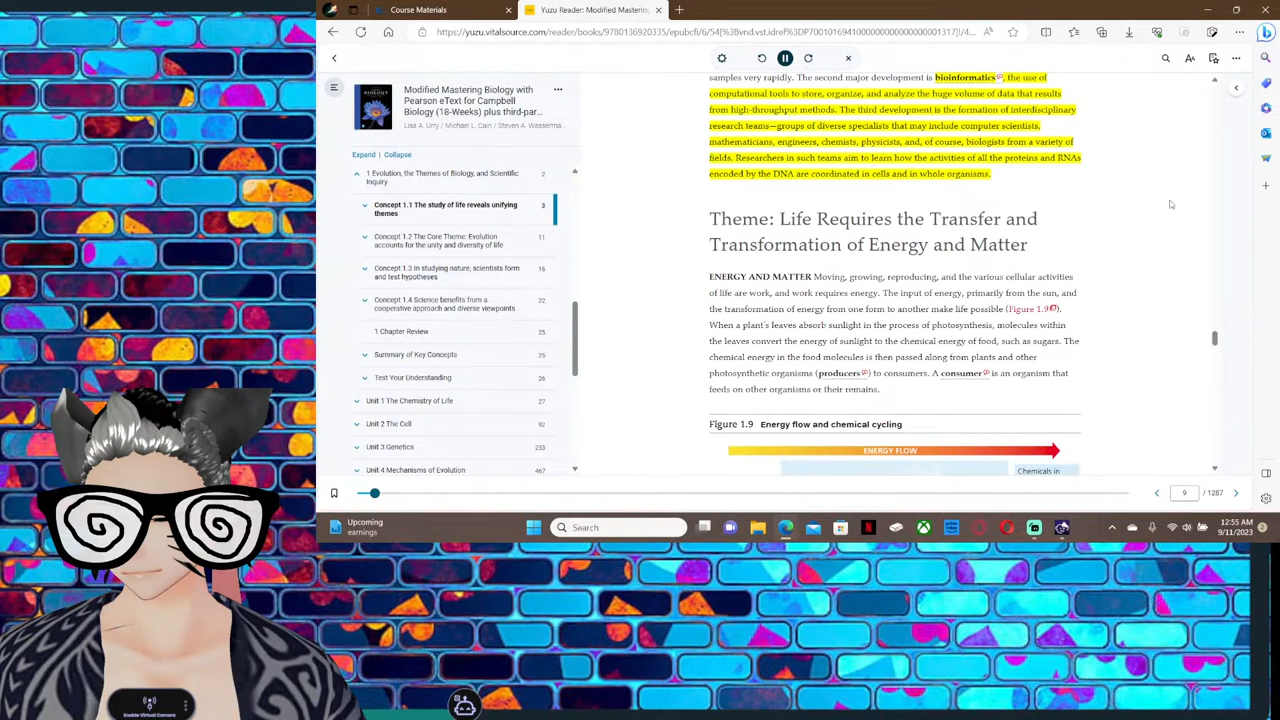 Course Materials
Yuzu Reader: Modified Mastering
https://yuzu.vitalsource.com/reader/books/9780136920335/epubcfi/6/54[%3Bvnd.vst.idref%3DP70010169410000000000000000001317]!/4...
Modified Mastering Biology with
Pearson eText for Campbell
Biology (18-Weeks) plus third-par...
Lisa A. Urry / Michael L. Cain / Steven A. Wasserma...
Expand | Collapse
1 Evolution, the Themes of Biology, and Scientific Inquiry 2
Concept 1.1 The study of life reveals unifying themes 3
Concept 1.2 The Core Theme: Evolution accounts for the unity and diversity of life 11
Concept 1.3 In studying nature, scientists form and test hypotheses 16
Concept 1.4 Science benefits from a cooperative approach and diverse viewpoints 22
1 Chapter Review 25
Summary of Key Concepts 25
Test Your Understanding 26
Unit 1 The Chemistry of Life 27
Unit 2 The Cell 92
Unit 3 Genetics 253
Unit 4 Mechanisms of Evolution 467
samples very rapidly. The second major development is bioinformatics, the use of
computational tools to store, organize, and analyze the huge volume of data that results
from high-throughput methods. The third development is the formation of interdisciplinary
research teams—groups of diverse specialists that may include computer scientists,
mathematicians, engineers, chemists, physicists, and, of course, biologists from a variety of
fields. Researchers in such teams aim to learn how the activities of all the proteins and RNAs
encoded by the DNA are coordinated in cells and in whole organisms.
Theme: Life Requires the Transfer and
Transformation of Energy and Matter
ENERGY AND MATTER Moving, growing, reproducing, and the various cellular activities
of life are work, and work requires energy. The input of energy, primarily from the sun, and
the transformation of energy from one form to another make life possible (Figure 1.9).
When a plant's leaves absorb sunlight in the process of photosynthesis, molecules within
the leaves convert the energy of sunlight to the chemical energy of food, such as sugars. The
chemical energy in the food molecules is then passed along from plants and other
photosynthetic organisms (producers) to consumers. A consumer is an organism that
feeds on other organisms or their remains.
Figure 1.9 Energy flow and chemical cycling
ENERGY FLOW
Chemicals in
9 / 1287
Upcoming
earnings
Search
12:55 AM
9/11/2023
Enable Virtual Camera